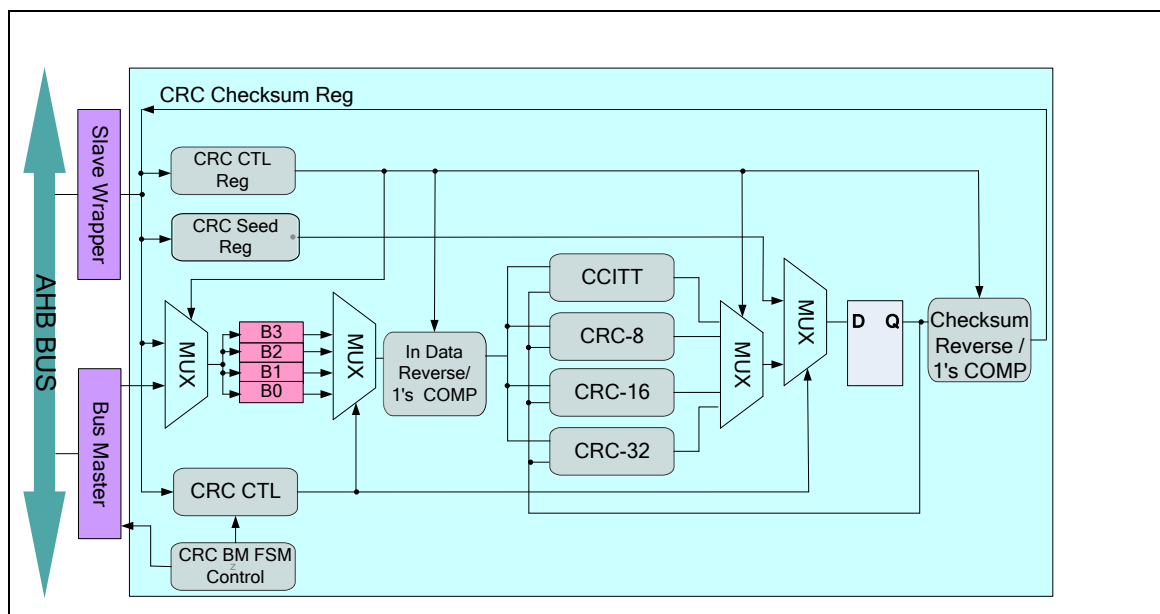 CRC Checksum Reg
AHB BUS
Slave Wrapper
Bus Master
CRC CTL
Reg
CRC Seed
Reg
MUX
B3
B2
B1
B0
MUX
In Data
Reverse/
1's COMP
CCITT
CRC-8
CRC-16
CRC-32
MUX
MUX
D Q
Checksum
Reverse /
1's COMP
CRC CTL
CRC BM FSM
z
Control